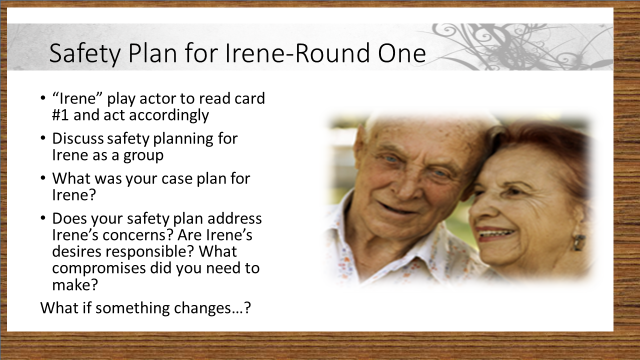 Safety Plan for Irene-Round One
• “Irene” play actor to read card
#1 and act accordingly
• Discuss safety planning for
Irene as a group
• What was your case plan for
Irene?
• Does your safety plan address
Irene’s concerns? Are Irene’s
desires responsible? What
compromises did you need to
make?
What if something changes…?